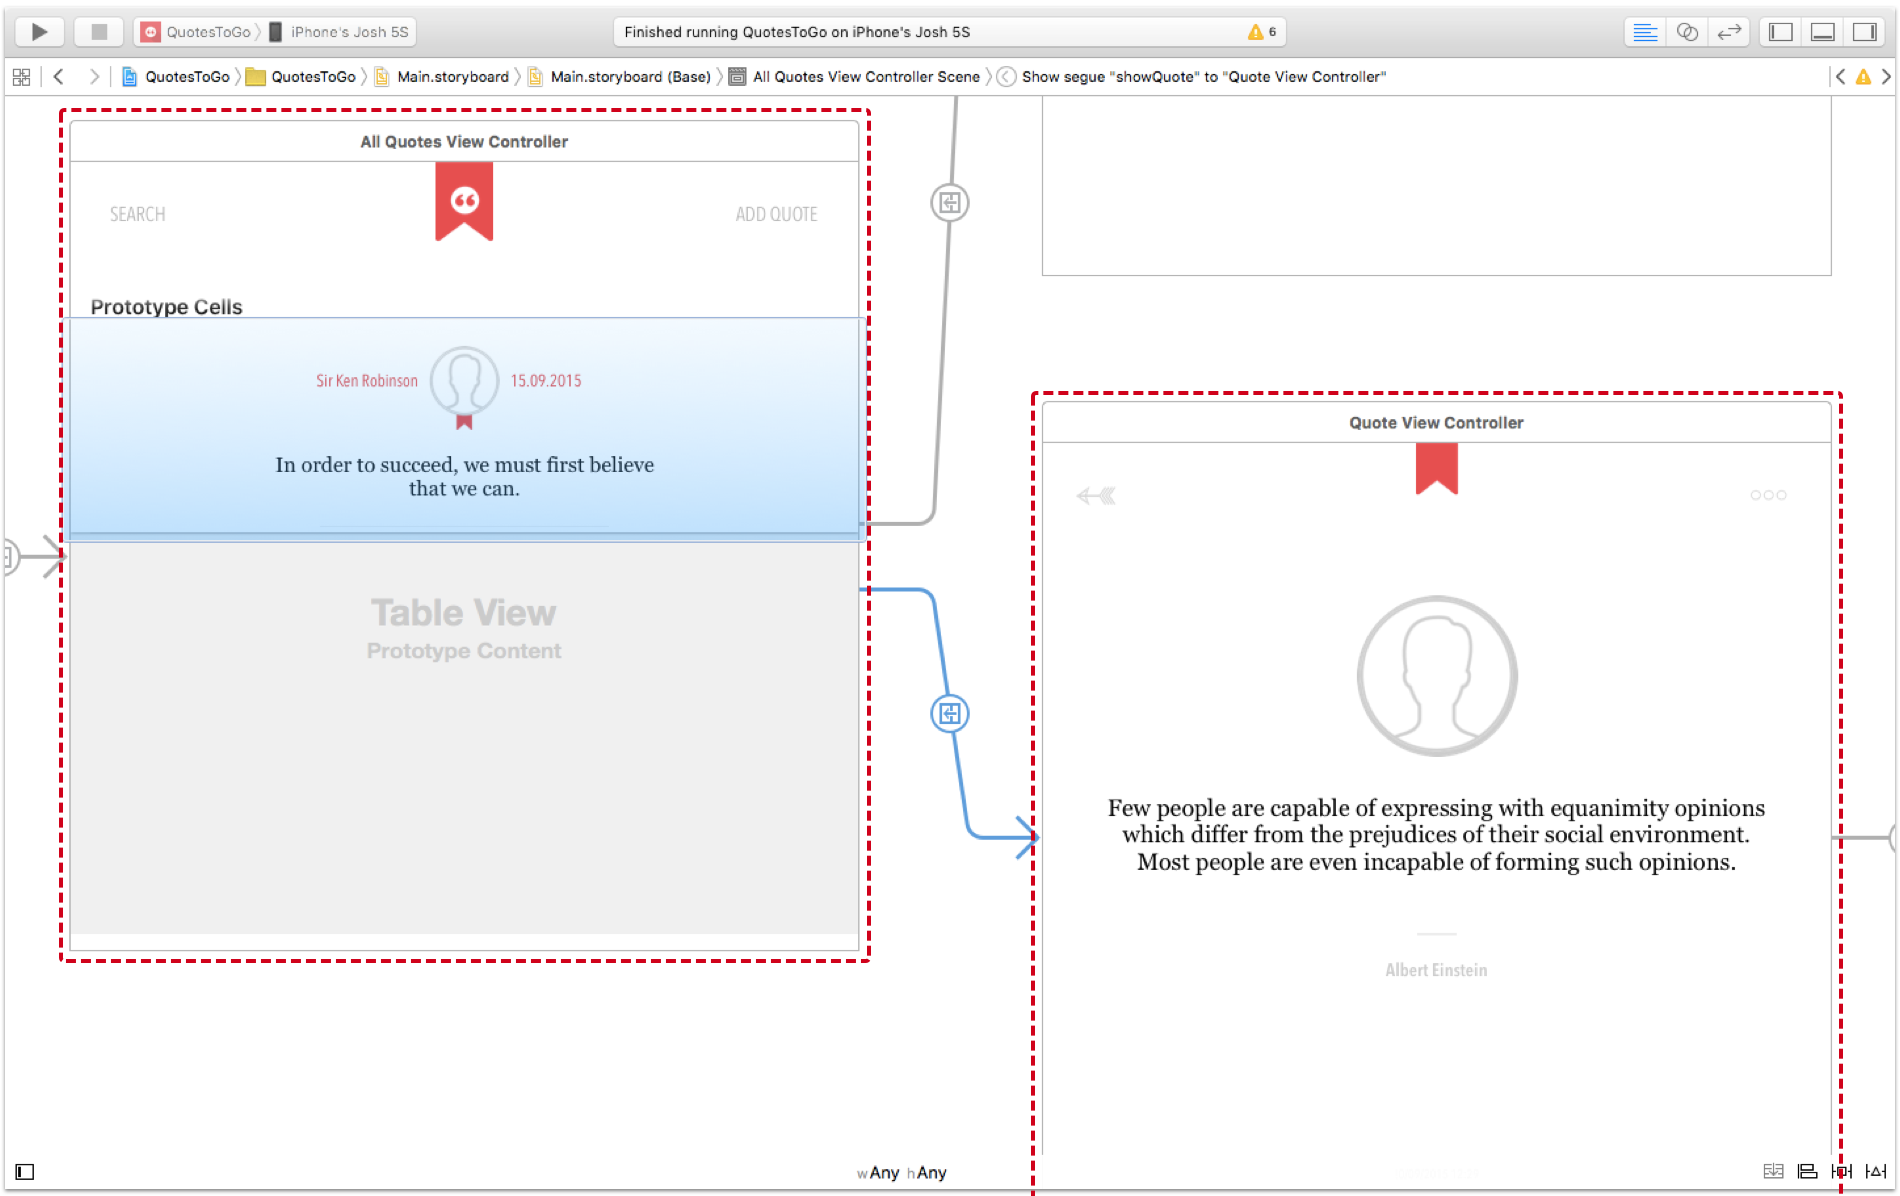 QuotesToGo 〉 iPhone's Josh 5S
Finished running QuotesToGo on iPhone's Josh 5S
6
QuotesToGo 〉 QuotesToGo 〉 Main.storyboard 〉 Main.storyboard (Base) 〉 All Quotes View Controller Scene 〉 Show segue "showQuote" to "Quote View Controller"
All Quotes View Controller
SEARCH
ADD QUOTE
Prototype Cells
Sir Ken Robinson
15.09.2015
In order to succeed, we must first believe
that we can.
Table View
Prototype Content
Quote View Controller
Few people are capable of expressing with equanimity opinions
which differ from the prejudices of their social environment.
Most people are even incapable of forming such opinions.
Albert Einstein
wAny hAny